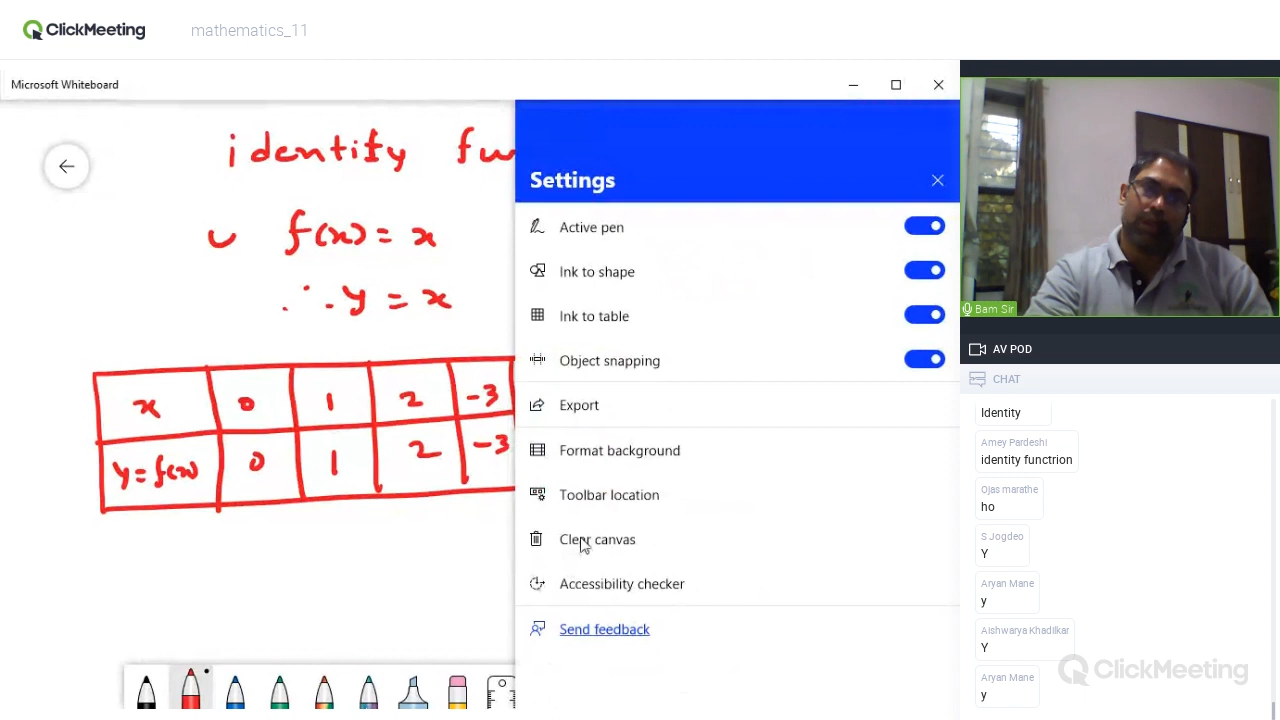 ClickMeeting
mathematics_11
Microsoft Whiteboard
identify fu
f(x) = x
∴ y = x
x 0 1 2 -3
y = f(x) 0 1 2 -3
Settings
Active pen
Ink to shape
Ink to table
Object snapping
Export
Format background
Toolbar location
Clear canvas
Accessibility checker
Send feedback
Bam Sir
AV POD
CHAT
Identity
Amey Pardeshi
identity functrion
Ojas marathe
ho
S Jogdeo
Y
Aryan Mane
y
Aishwarya Khadilkar
Y
Aryan Mane
y
ClickMeeting